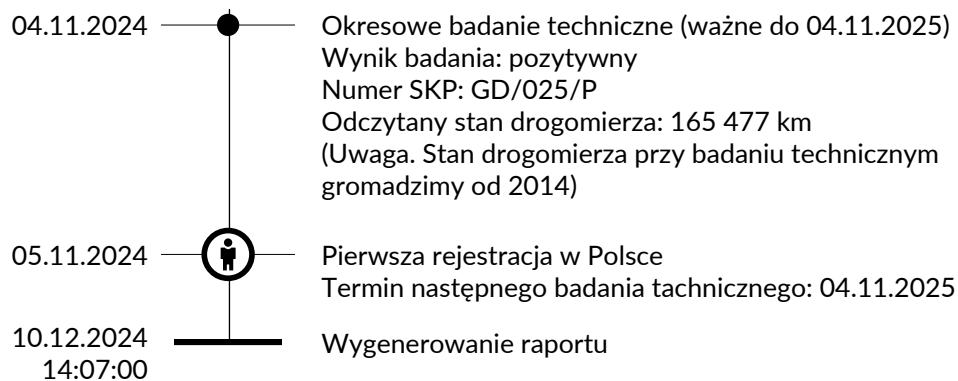 04.11.2024 Okresowe badanie techniczne (ważne do 04.11.2025)
Wynik badania: pozytywny
Numer SKP: GD/025/P
Odczytany stan drogomierza: 165 477 km
(Uwaga. Stan drogomierza przy badaniu technicznym
gromadzimy od 2014)
05.11.2024 Pierwsza rejestracja w Polsce
Termin następnego badania tachnicznego: 04.11.2025
10.12.2024 Wygenerowanie raportu
14:07:00